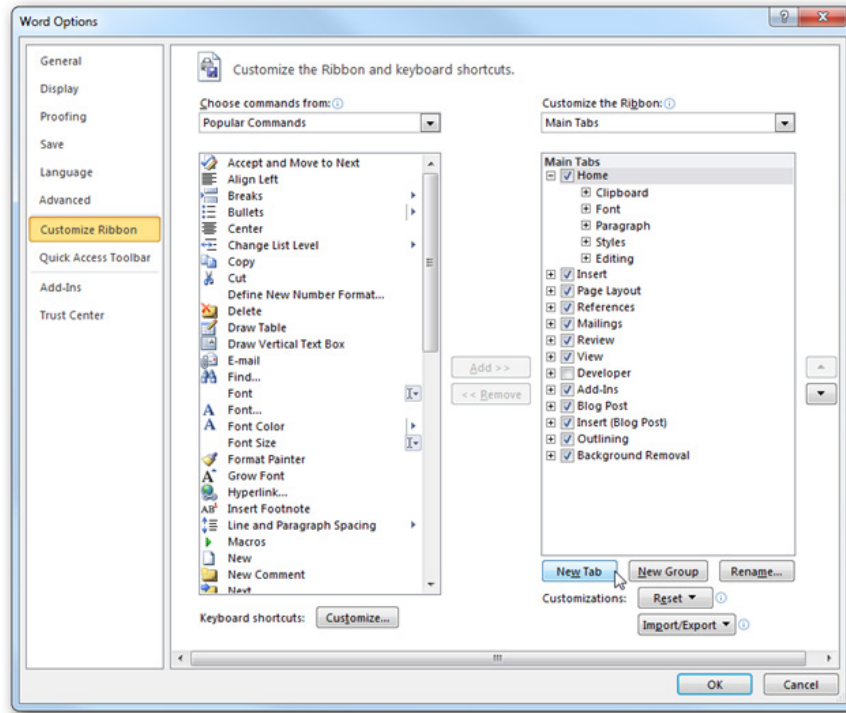 Word Options
General
Display
Proofing
Save
Language
Advanced
Customize Ribbon
Quick Access Toolbar
Add-Ins
Trust Center
Customize the Ribbon and keyboard shortcuts.
Choose commands from:
Popular Commands
Accept and Move to Next
Align Left
Breaks
Bullets
Center
Change List Level
Copy
Cut
Define New Number Format...
Delete
Draw Table
Draw Vertical Text Box
E-mail
Find...
Font
Font...
Font Color
Font Size
Format Painter
Grow Font
Hyperlink...
Insert Footnote
Line and Paragraph Spacing
Macros
New
New Comment
Next
Keyboard shortcuts: Customize...
Add >>
<< Remove
Customize the Ribbon:
Main Tabs
Main Tabs
Home
Clipboard
Font
Paragraph
Styles
Editing
Insert
Page Layout
References
Mailings
Review
View
Developer
Add-Ins
Blog Post
Insert (Blog Post)
Outlining
Background Removal
New Tab New Group Rename...
Customizations: Reset
Import/Export
OK Cancel